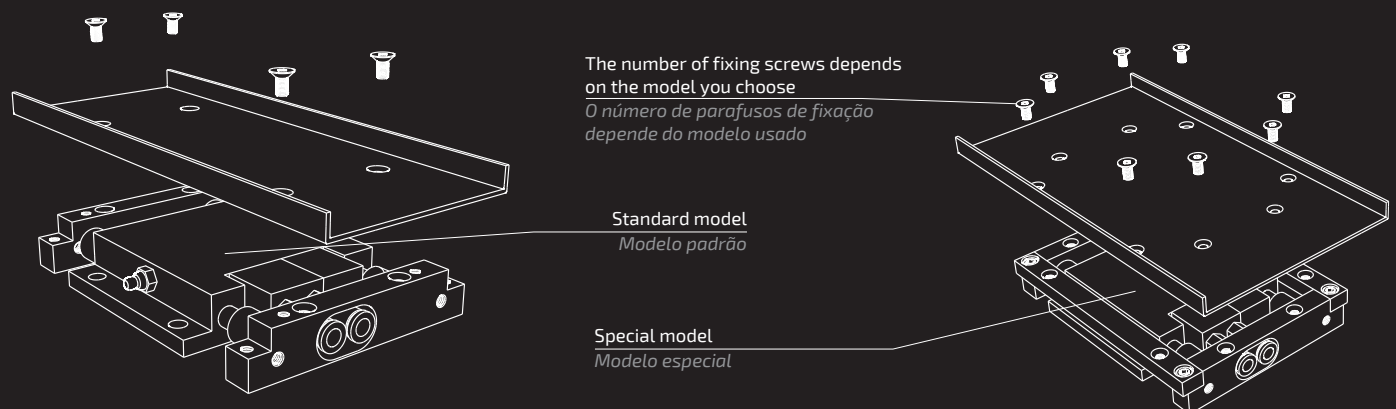 The number of fixing screws depends
on the model you choose
O número de parafusos de fixação
depende do modelo usado
Standard model
Modelo padrão
Special model
Modelo especial